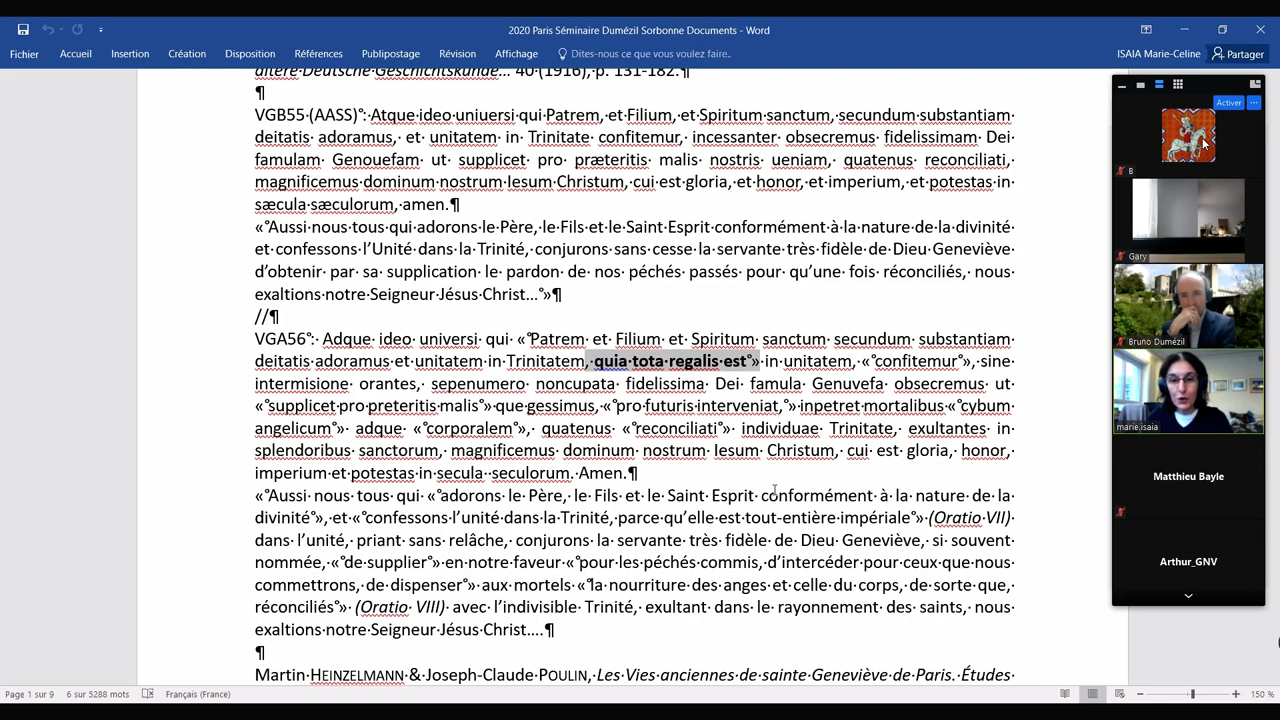 2020 Paris Séminaire Dumézil Sorbonne Documents - Word
Fichier Accueil Insertion Création Disposition Références Publipostage Révision Affichage Dites-nous ce que vous voulez faire.. ISAIA Marie-Celine Partager
ältere·Deutsche·Geschichtskunde...·40·(1916),·p.·131-182.¶
¶
VGB55·(AASS)°:·Atque·ideo·uniuersi·qui·Patrem,·et·Filium,·et·Spiritum·sanctum,·secundum·substantiam·
deitatis· adoramus,· et· unitatem· in· Trinitate· confitemur,· incessanter· obsecremus· fidelissimam· Dei·
famulam· Genouefam· ut· supplicet· pro· præteritis· malis· nostris· ueniam,· quatenus· reconciliati,·
magnificemus·dominum·nostrum·Iesum·Christum,·cui·est·gloria,·et·honor,·et·imperium,·et·potestas·in·
sæcula·sæculorum,·amen.¶
«°Aussi·nous·tous·qui·adorons·le·Père,·le·Fils·et·le·Saint·Esprit·conformément·à·la·nature·de·la·divinité·
et·confessons·l'Unité·dans·la·Trinité,·conjurons·sans·cesse·la·servante·très·fidèle·de·Dieu·Geneviève·
d'obtenir· par· sa· supplication· le· pardon· de· nos· péchés· passés· pour· qu'une· fois· réconciliés,· nous·
exaltions·notre·Seigneur·Jésus·Christ...°»¶
//¶
VGA56°:· Adque· ideo· universi· qui· «°Patrem· et· Filium· et· Spiritum· sanctum· secundum· substantiam·
deitatis·adoramus·et·unitatem·in·Trinitatem,·quia·tota·regalis·est°»·in·unitatem,·«°confitemur°»,·sine·
intermisione· orantes,· sepenumero· noncupata· fidelissima· Dei· famula· Genuvefa· obsecremus· ut·
«°supplicet·pro·preteritis·malis°»·que·gessimus,·«°pro·futuris·interveniat,°»·inpetret·mortalibus·«°cybum·
angelicum°»· adque· «°corporalem°»,· quatenus· «°reconciliati°»· individuae· Trinitate,· exultantes· in·
splendoribus· sanctorum,· magnificemus· dominum· nostrum· Iesum· Christum,· cui· est· gloria,· honor,·
imperium·et·potestas·in·secula··seculorum.·Amen.¶
«°Aussi· nous· tous· qui· «°adorons· le· Père,· le· Fils· et· le· Saint· Esprit· conformément· à· la· nature· de· la·
divinité°»,·et·«°confessons·l'unité·dans·la·Trinité,·parce·qu'elle·est·tout-entière·impériale°»·(Oratio·VII)·
dans· l'unité,· priant· sans· relâche,· conjurons· la· servante· très· fidèle· de· Dieu· Geneviève,· si· souvent·
nommée,·«°de·supplier°»·en·notre·faveur·«°pour·les·péchés·commis,·d'intercéder·pour·ceux·que·nous·
commettrons,· de· dispenser°»· aux· mortels· «°la· nourriture· des· anges· et· celle· du· corps,· de· sorte· que,·
réconciliés°»· (Oratio· VIII)· avec· l'indivisible· Trinité,· exultant· dans· le· rayonnement· des· saints,· nous·
exaltions·notre·Seigneur·Jésus·Christ....¶
¶
Martin·HEINZELMANN·&·Joseph-Claude·POULIN,·Les·Vies·anciennes·de·sainte·Geneviève·de·Paris.·Études·
Activer
B
Gary
Bruno Dumézil
marie.isaia
Matthieu Bayle
Arthur_GNV
Page 1 sur 9 6 sur 5288 mots Français (France) 150 %